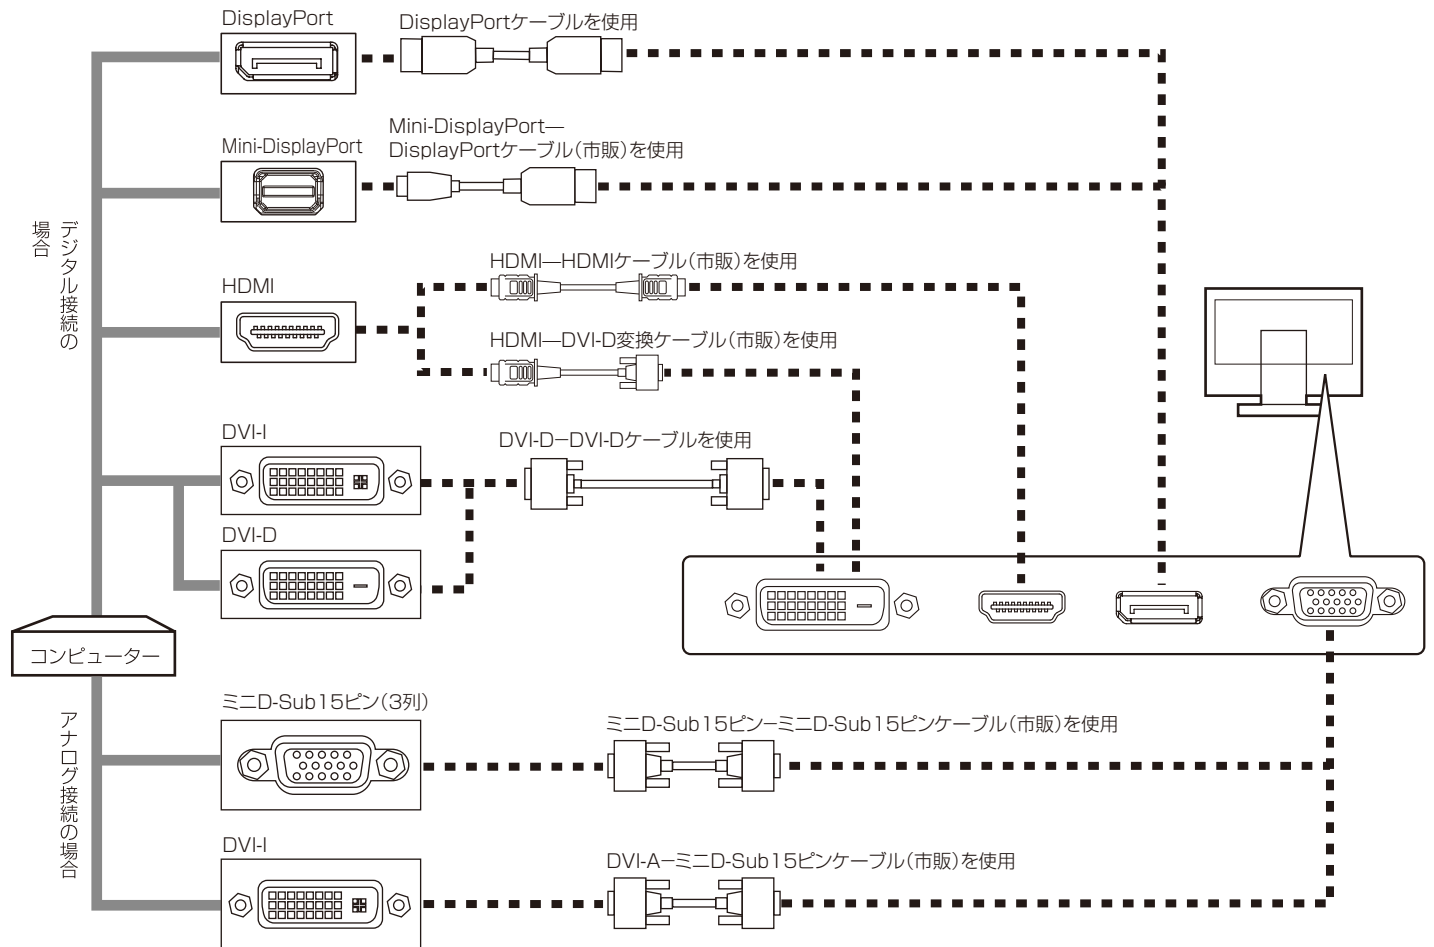 DisplayPort
DisplayPortケーブルを使用
Mini-DisplayPort
Mini-DisplayPort—
DisplayPortケーブル（市販）を使用
デジタル接続の
場合
HDMI
HDMI—HDMIケーブル（市販）を使用
HDMI—DVI-D変換ケーブル（市販）を使用
DVI-I
DVI-D−DVI-Dケーブルを使用
DVI-D
コンピューター
アナログ接続の場合
ミニD-Sub15ピン（3列）
ミニD-Sub15ピン−ミニD-Sub15ピンケーブル（市販）を使用
DVI-I
DVI-A−ミニD-Sub15ピンケーブル（市販）を使用